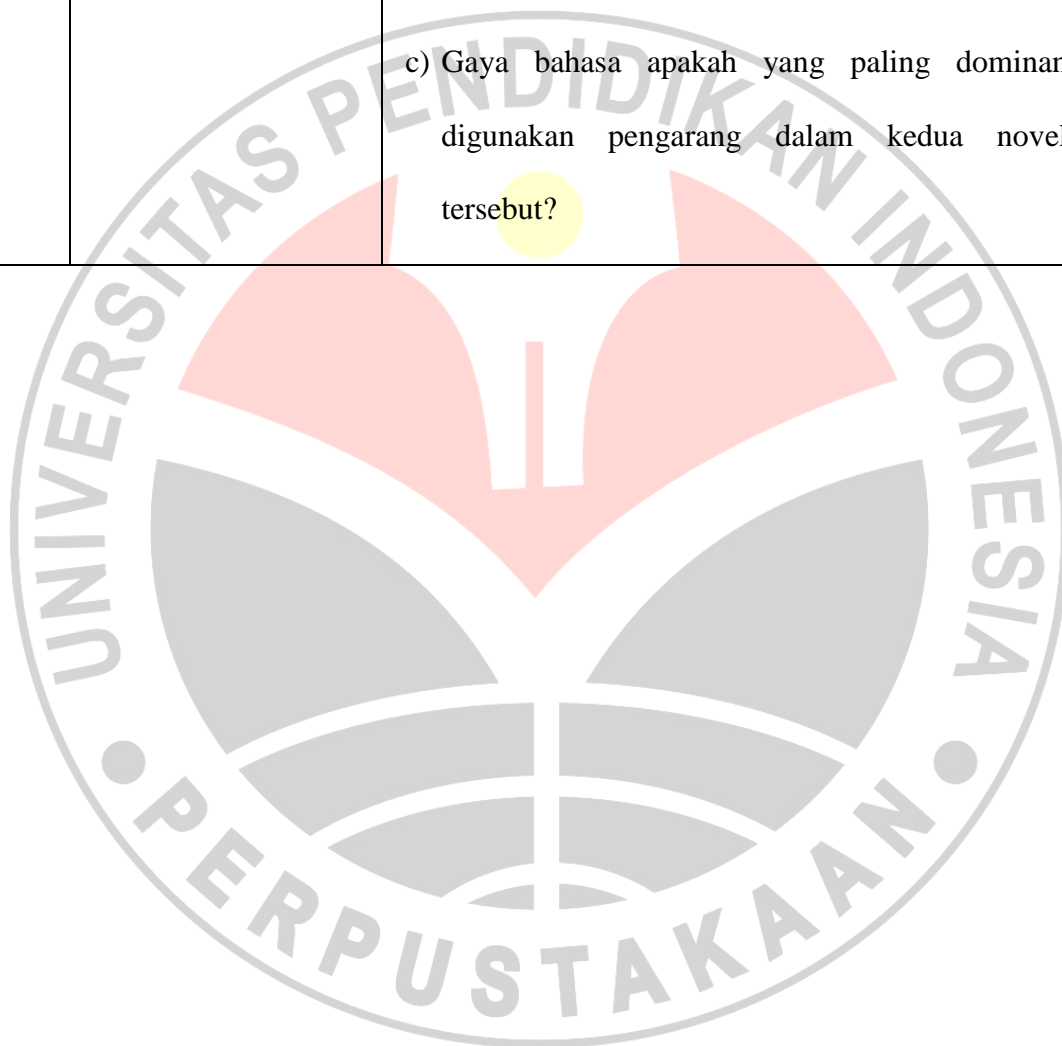 c) Gaya bahasa apakah yang paling dominan
digunakan pengarang dalam kedua novel
tersebut?
UNIVERSITAS PENDIDIKAN INDONESIA
PERPUSTAKAAN